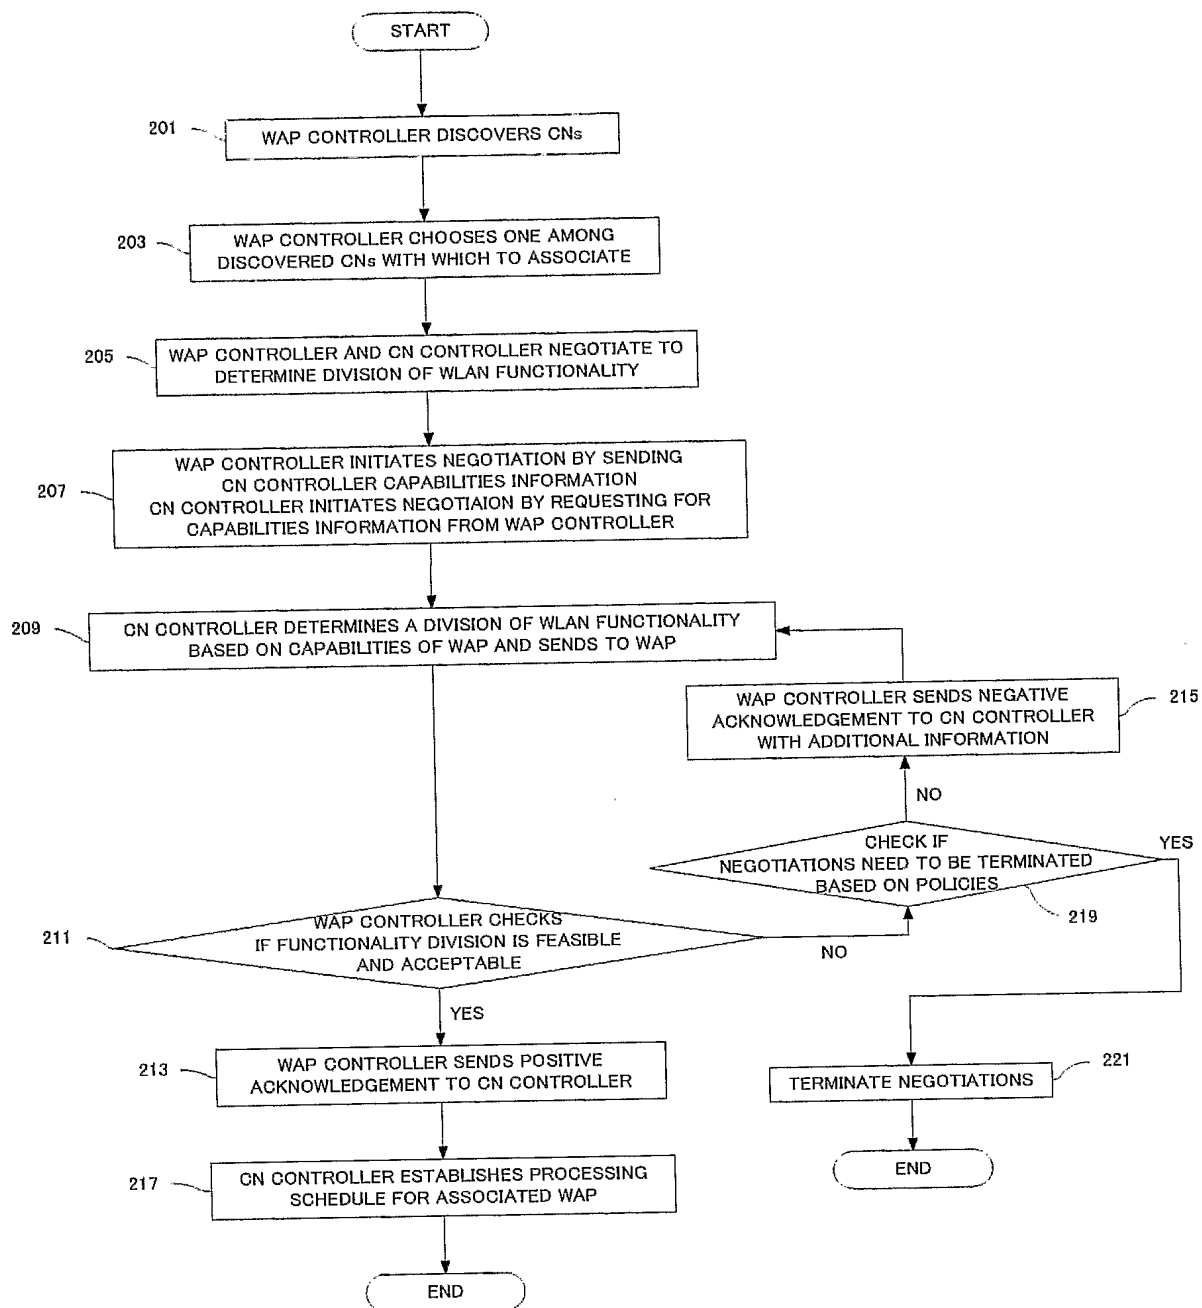 START
201
WAP CONTROLLER DISCOVERS CNs
203
WAP CONTROLLER CHOOSES ONE AMONG
DISCOVERED CNs WITH WHICH TO ASSOCIATE
205
WAP CONTROLLER AND CN CONTROLLER NEGOTIATE TO
DETERMINE DIVISION OF WLAN FUNCTIONALITY
207
WAP CONTROLLER INITIATES NEGOTIATION BY SENDING
CN CONTROLLER CAPABILITIES INFORMATION
CN CONTROLLER INITIATES NEGOTIAION BY REQUESTING FOR
CAPABILITIES INFORMATION FROM WAP CONTROLLER
209
CN CONTROLLER DETERMINES A DIVISION OF WLAN FUNCTIONALITY
BASED ON CAPABILITIES OF WAP AND SENDS TO WAP
WAP CONTROLLER SENDS NEGATIVE
ACKNOWLEDGEMENT TO CN CONTROLLER
WITH ADDITIONAL INFORMATION
215
NO
CHECK IF
NEGOTIATIONS NEED TO BE TERMINATED
BASED ON POLICIES
YES
219
211
WAP CONTROLLER CHECKS
IF FUNCTIONALITY DIVISION IS FEASIBLE
AND ACCEPTABLE
NO
YES
213
WAP CONTROLLER SENDS POSITIVE
ACKNOWLEDGEMENT TO CN CONTROLLER
TERMINATE NEGOTIATIONS
221
END
217
CN CONTROLLER ESTABLISHES PROCESSING
SCHEDULE FOR ASSOCIATED WAP
END